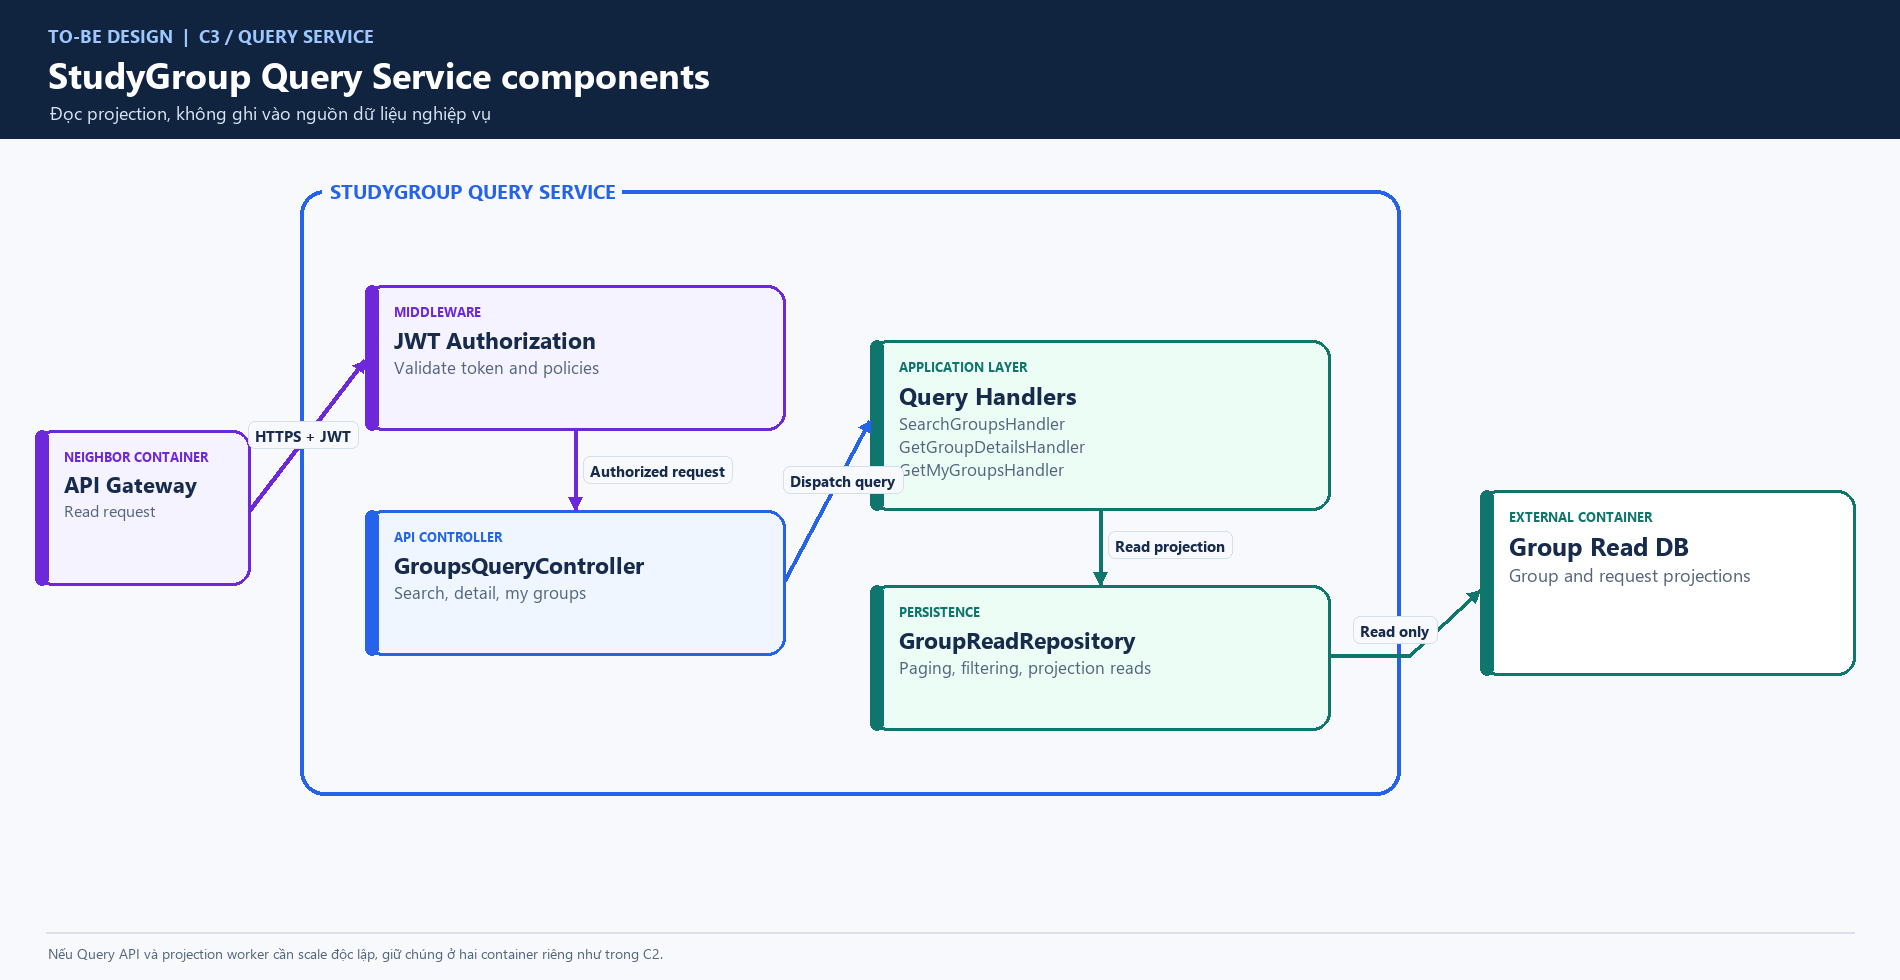 TO-BE DESIGN | C3 / QUERY SERVICE
StudyGroup Query Service components
Đọc projection, không ghi vào nguồn dữ liệu nghiệp vụ
STUDYGROUP QUERY SERVICE
NEIGHBOR CONTAINER
API Gateway
Read request
HTTPS + JWT
MIDDLEWARE
JWT Authorization
Validate token and policies
Authorized request
API CONTROLLER
GroupsQueryController
Search, detail, my groups
Dispatch query
APPLICATION LAYER
Query Handlers
SearchGroupsHandler
GetGroupDetailsHandler
GetMyGroupsHandler
Read projection
PERSISTENCE
GroupReadRepository
Paging, filtering, projection reads
Read only
EXTERNAL CONTAINER
Group Read DB
Group and request projections
Nếu Query API và projection worker cần scale độc lập, giữ chúng ở hai container riêng như trong C2.